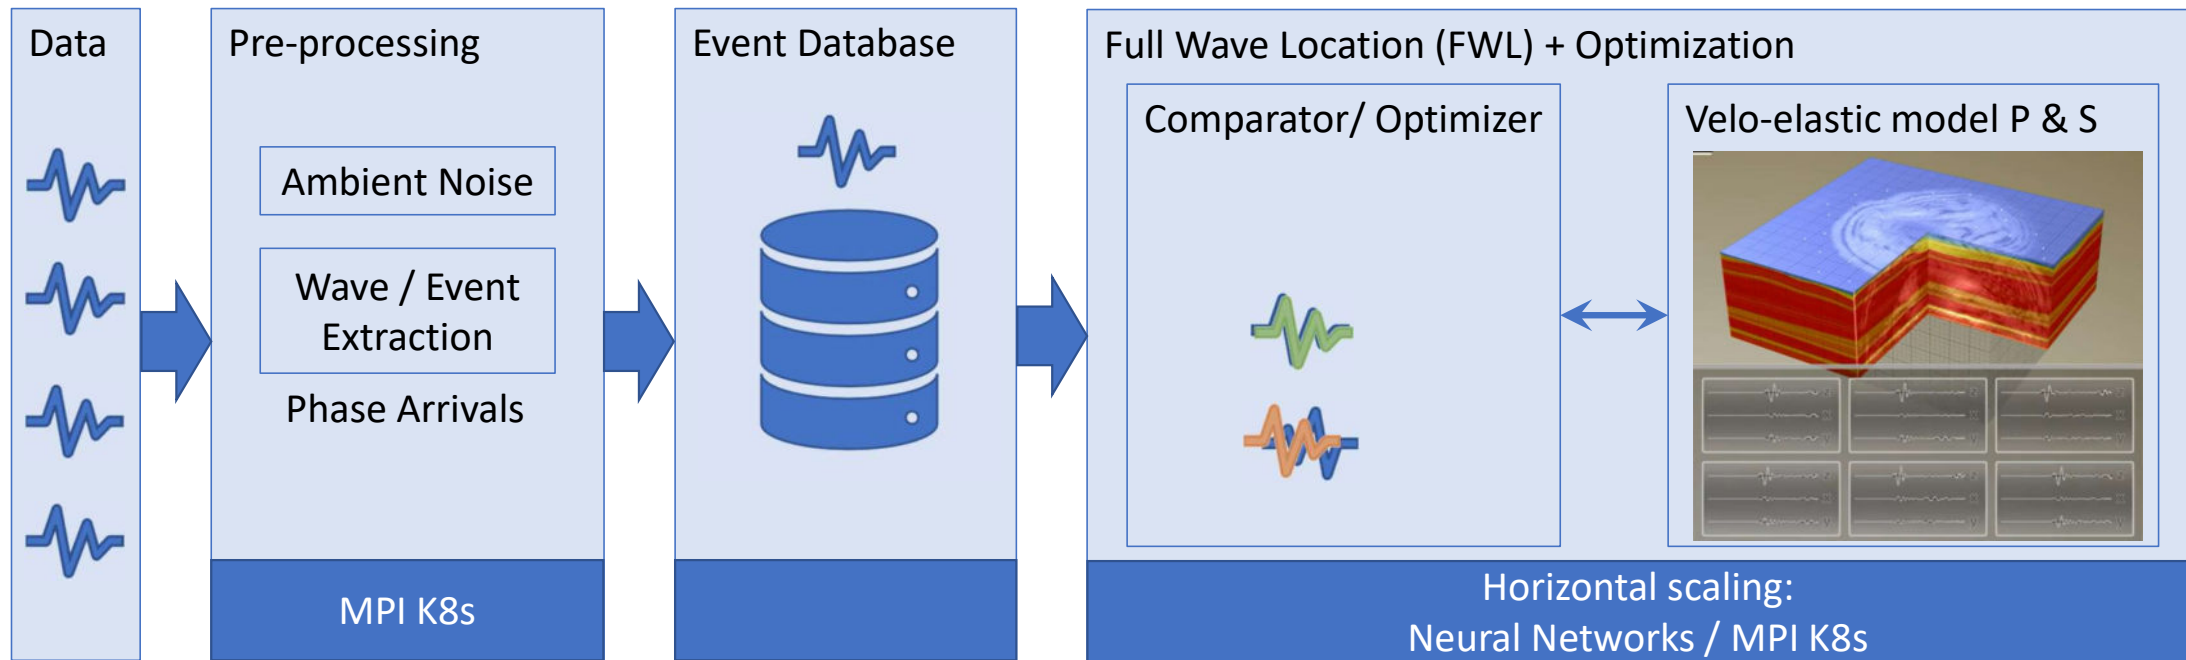 Data
Pre-processing
Ambient Noise
Wave / Event
Extraction
Phase Arrivals
MPI K8s
Event Database
Full Wave Location (FWL) + Optimization
Comparator/ Optimizer
Velo-elastic model P & S
Horizontal scaling:
Neural Networks / MPI K8s